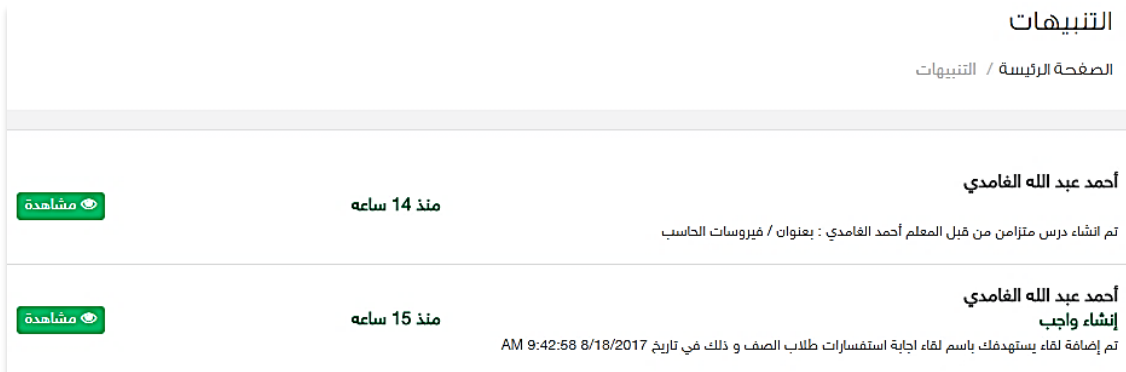 التنبيهات
الصفحة الرئيسة / التنبيهات
أحمد عبد الله الغامدي
منذ 14 ساعه
مشاهدة
تم انشاء درس متزامن من قبل المعلم أحمد الغامدي : بعنوان / فيروسات الحاسب
أحمد عبد الله الغامدي
إنشاء واجب
منذ 15 ساعه
مشاهدة
تم إضافة لقاء يستهدفك باسم لقاء اجابة استفسارات طلاب الصف و ذلك في تاريخ 8/18/2017 9:42:58 AM